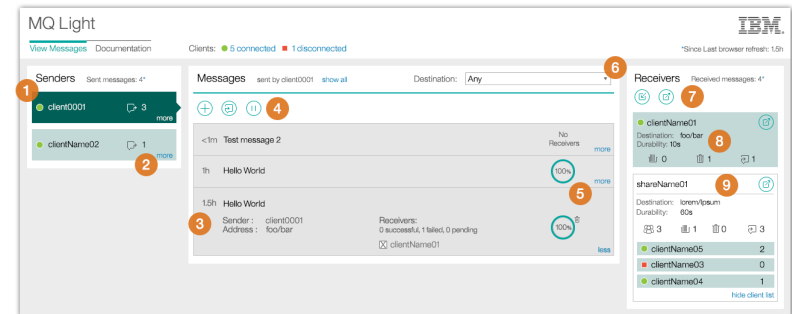 MQ Light
IBM.
View Messages Documentation
Clients: 5 connected 1 disconnected
*Since Last browser refresh: 1.5h
Senders Sent messages: 4*
1
client0001 3
more
clientName02 1
more
2
Messages sent by client0001 show all Destination: Any
6
4
<1m Test message 2 No Receivers more
1h Hello World 100% more
5
1.5h Hello World
3
Sender : client0001
Address : foo/bar
Receivers:
0 successful, 1 failed, 0 pending
clientName01
100%
less
Receivers Received messages: 4*
7
clientName01
Destination: foo/bar
Durability: 10s
8
0 1 1
shareName01
9
Destination: lorem/ipsum
Durability: 60s
3 1 0 3
clientName05 2
clientName03 0
clientName04 1
hide client list